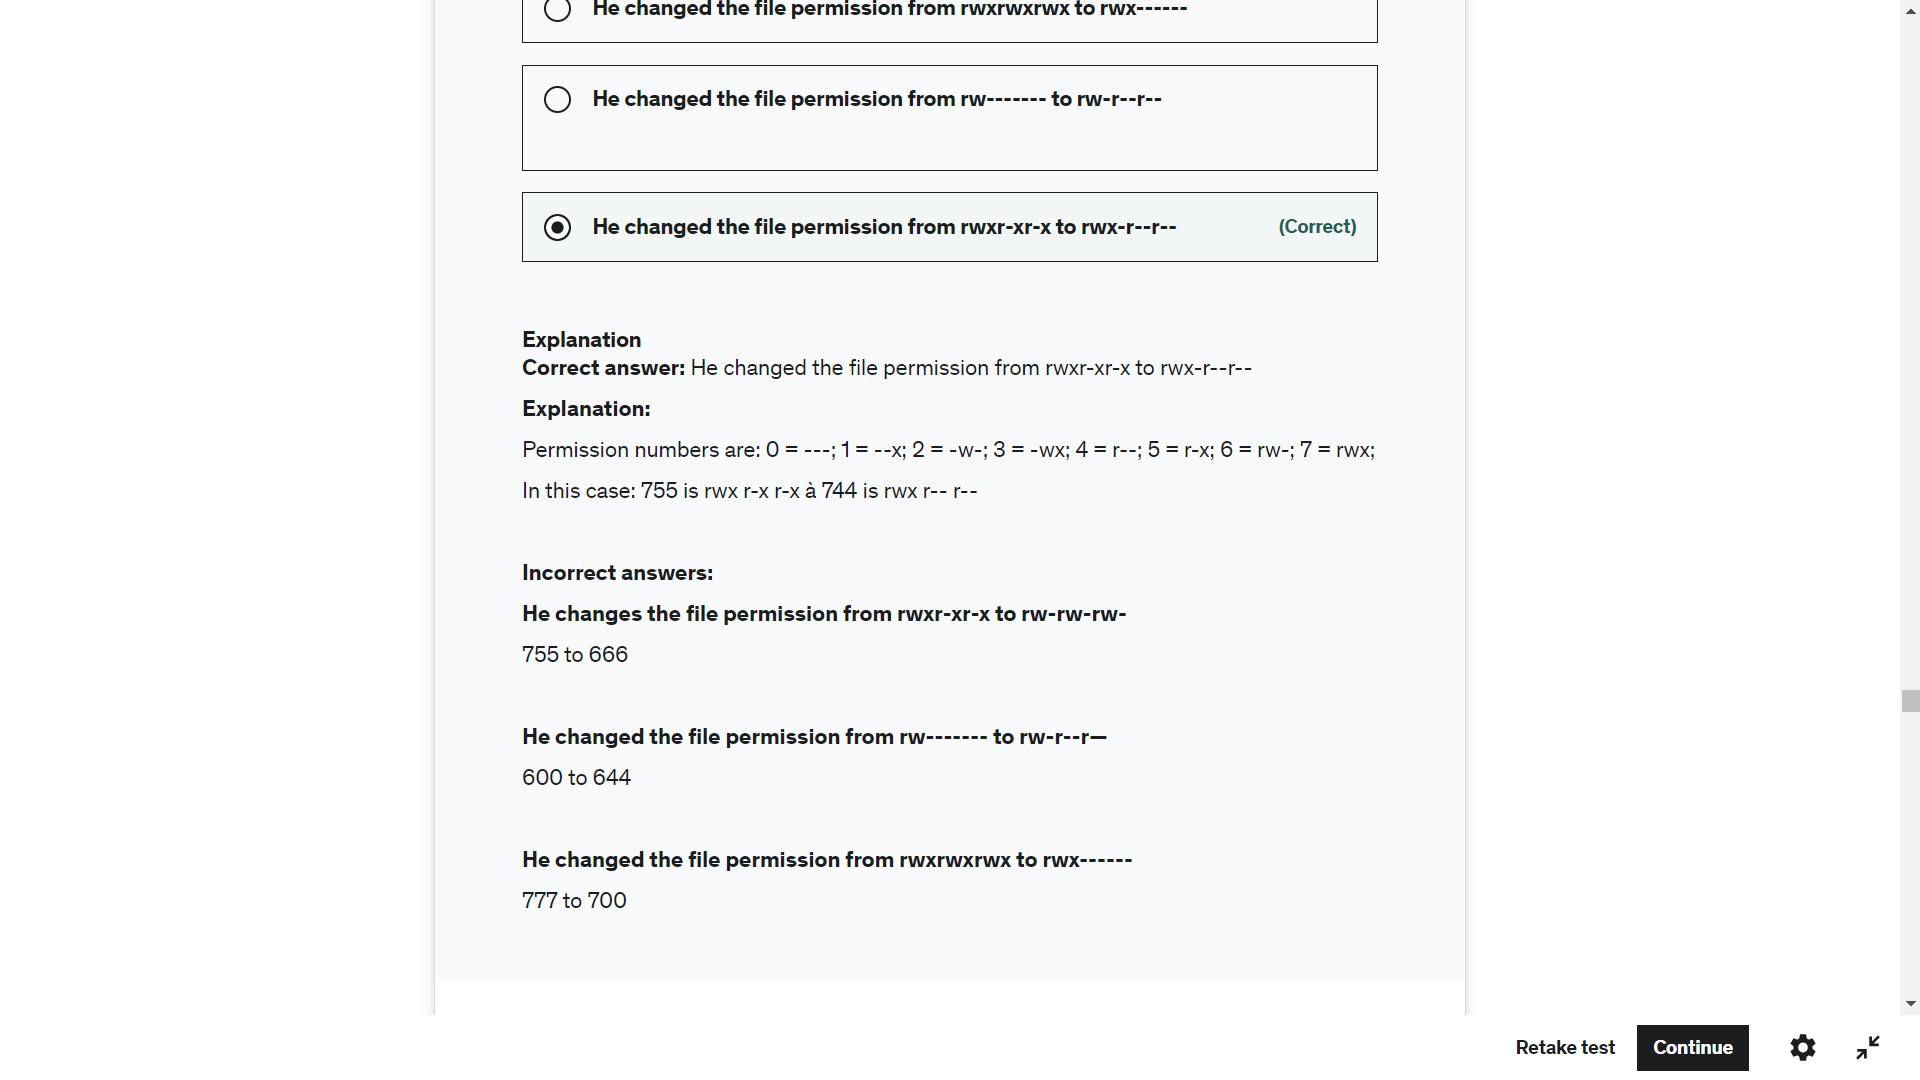 He changed the file permission from rwxrwxrwx to rwx------
He changed the file permission from rw------- to rw-r--r--
He changed the file permission from rwxr-xr-x to rwx-r--r-- (Correct)
Explanation
Correct answer: He changed the file permission from rwxr-xr-x to rwx-r--r--
Explanation:
Permission numbers are: 0 = ---; 1 = --x; 2 = -w-; 3 = -wx; 4 = r--; 5 = r-x; 6 = rw-; 7 = rwx;
In this case: 755 is rwx r-x r-x à 744 is rwx r-- r--
Incorrect answers:
He changes the file permission from rwxr-xr-x to rw-rw-rw-
755 to 666
He changed the file permission from rw------- to rw-r--r—
600 to 644
He changed the file permission from rwxrwxrwx to rwx------
777 to 700
Retake test Continue